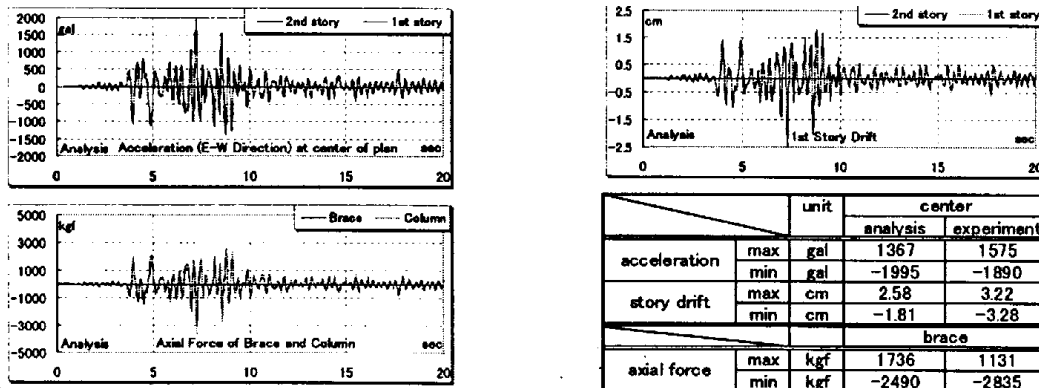 2nd story 1st story
2000
gal
1500
1000
500
0
-500
-1000
-1500
-2000
Analysis Acceleration (E-W Direction) at center of plan sec
0 5 10 15 20
Brace Column
5000
kgf
3000
1000
-1000
-3000
-5000
Analysis Axial Force of Brace and Column sec
0 5 10 15 20
2nd story 1st story
2.5
cm
1.5
0.5
-0.5
-1.5
-2.5
Analysis 1st Story Drift sec
0 5 10 15 20
unit center
analysis experiment
acceleration max gal 1367 1575
min gal -1995 -1890
story drift max cm 2.58 3.22
min cm -1.81 -3.28
brace
axial force max kgf 1736 1131
min kgf -2490 -2835